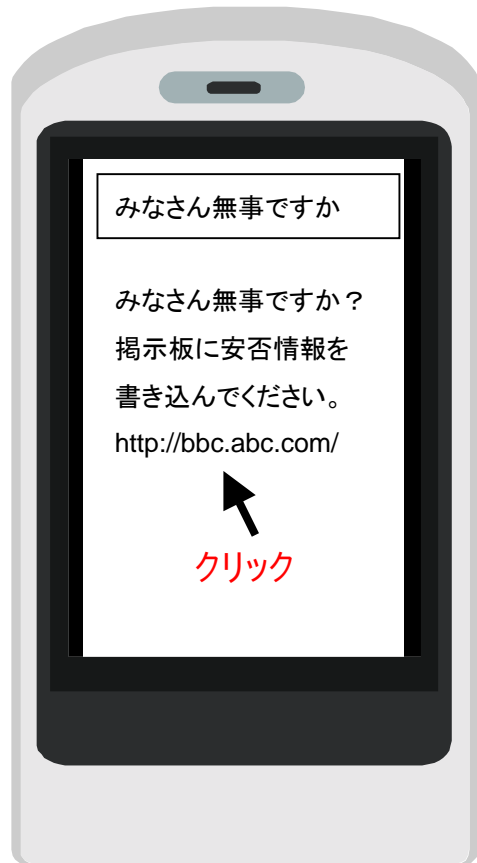 みなさん無事ですか
みなさん無事ですか？
掲示板に安否情報を
書き込んでください。
http://bbc.abc.com/
クリック